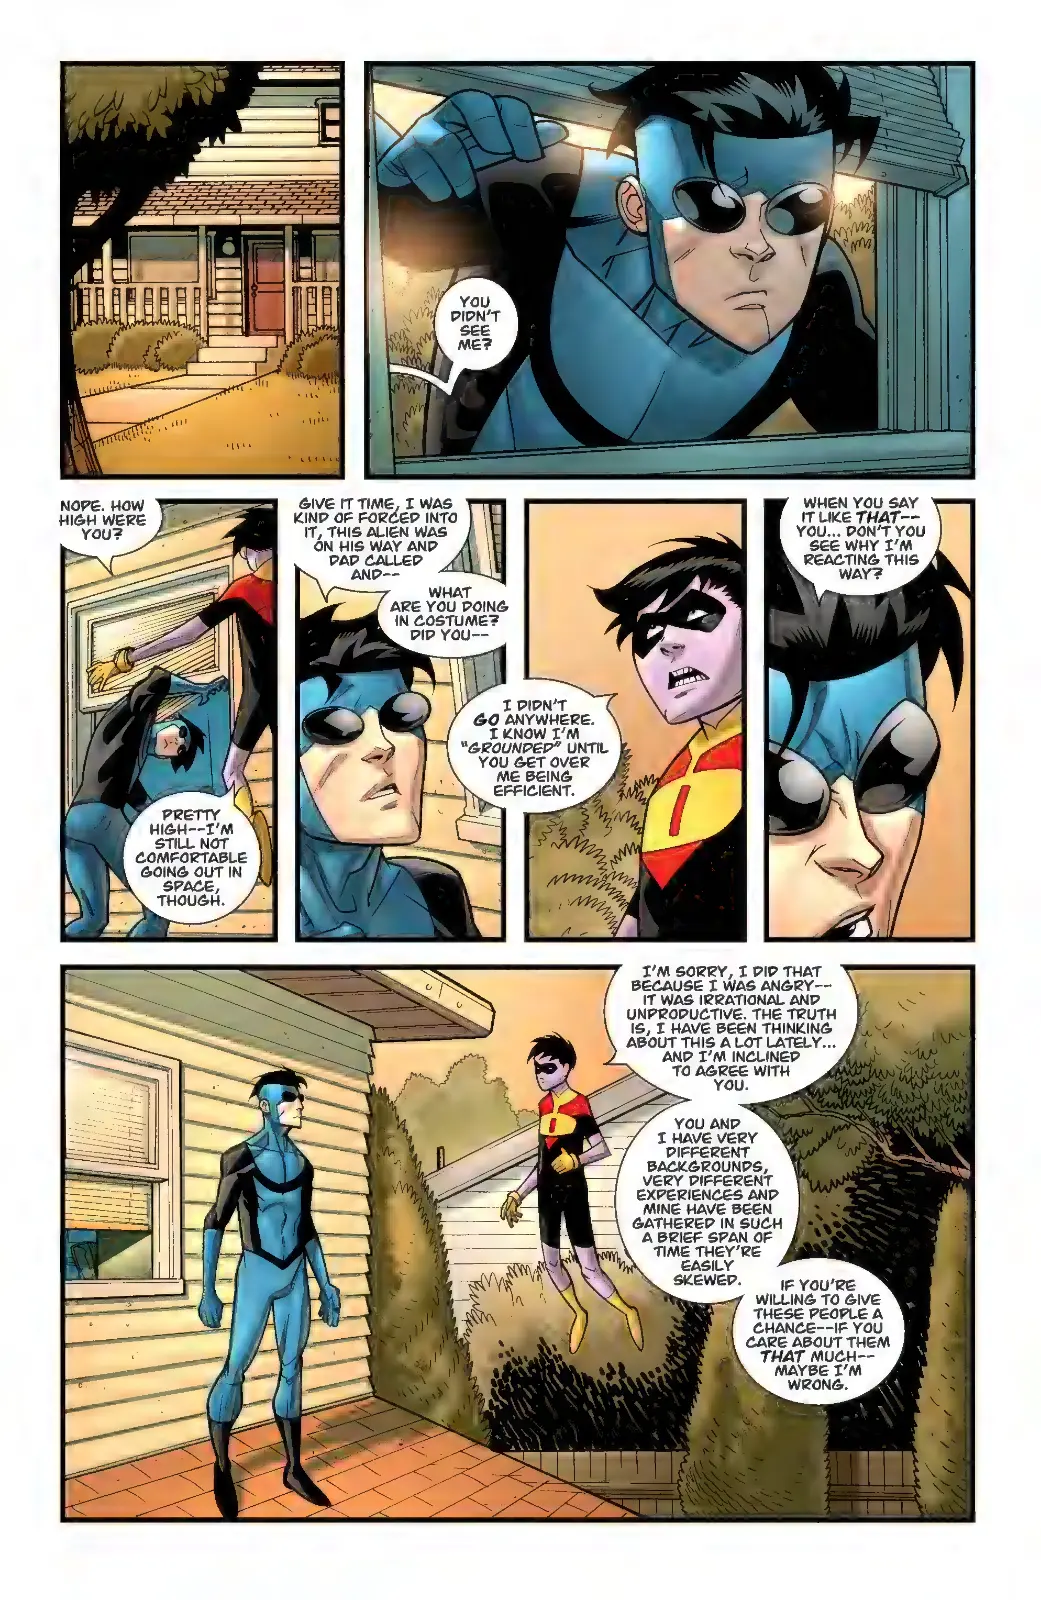 YOU
DIDN'T
SEE
ME?
NOPE. HOW
HIGH WERE
YOU?
PRETTY
HIGH--I'M
STILL NOT
COMFORTABLE
GOING OUT IN
SPACE,
THOUGH.
GIVE IT TIME, I WAS
KIND OF FORCED INTO
IT, THIS ALIEN WAS
ON HIS WAY AND
DAD CALLED
AND--
WHAT
ARE YOU DOING
IN COSTUME?
DID YOU--
I DIDN'T
GO ANYWHERE.
I KNOW I'M
"GROUNDED" UNTIL
YOU GET OVER
ME BEING
EFFICIENT.
WHEN YOU SAY
IT LIKE THAT--
YOU... DON'T YOU
SEE WHY I'M
REACTING THIS
WAY?
I'M SORRY, I DID THAT
BECAUSE I WAS ANGRY--
IT WAS IRRATIONAL AND
UNPRODUCTIVE. THE TRUTH
IS, I HAVE BEEN THINKING
ABOUT THIS A LOT LATELY...
AND I'M INCLINED
TO AGREE WITH
YOU.
YOU AND
I HAVE VERY
DIFFERENT
BACKGROUNDS,
VERY DIFFERENT
EXPERIENCES AND
MINE HAVE BEEN
GATHERED IN SUCH
A BRIEF SPAN OF
TIME THEY'RE
EASILY
SKEWED.
IF YOU'RE
WILLING TO GIVE
THESE PEOPLE A
CHANCE--IF YOU
CARE ABOUT THEM
THAT MUCH--
MAYBE I'M
WRONG.